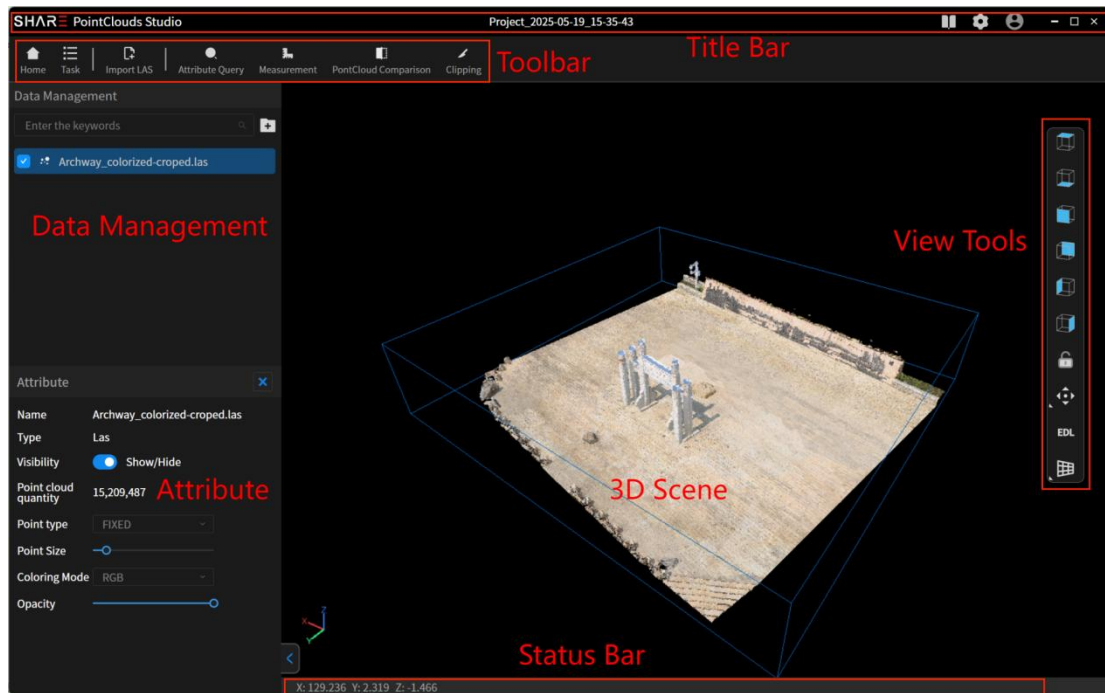 SHARE PointClouds Studio
Project_2025-05-19_15-35-43
Title Bar
Home
Task
Import LAS
Attribute Query
Measurement
PontCloud Comparison
Clipping
Toolbar
Data Management
Enter the keywords
Archway_colorized-croped.las
Data Management
View Tools
EDL
Attribute
Name Archway_colorized-croped.las
Type Las
Visibility Show/Hide
Point cloud
quantity 15,209,487
Attribute
Point type FIXED
Point Size
Coloring Mode RGB
Opacity
3D Scene
Z
X
Y
Status Bar
X: 129.236 Y: 2.319 Z: -1.466